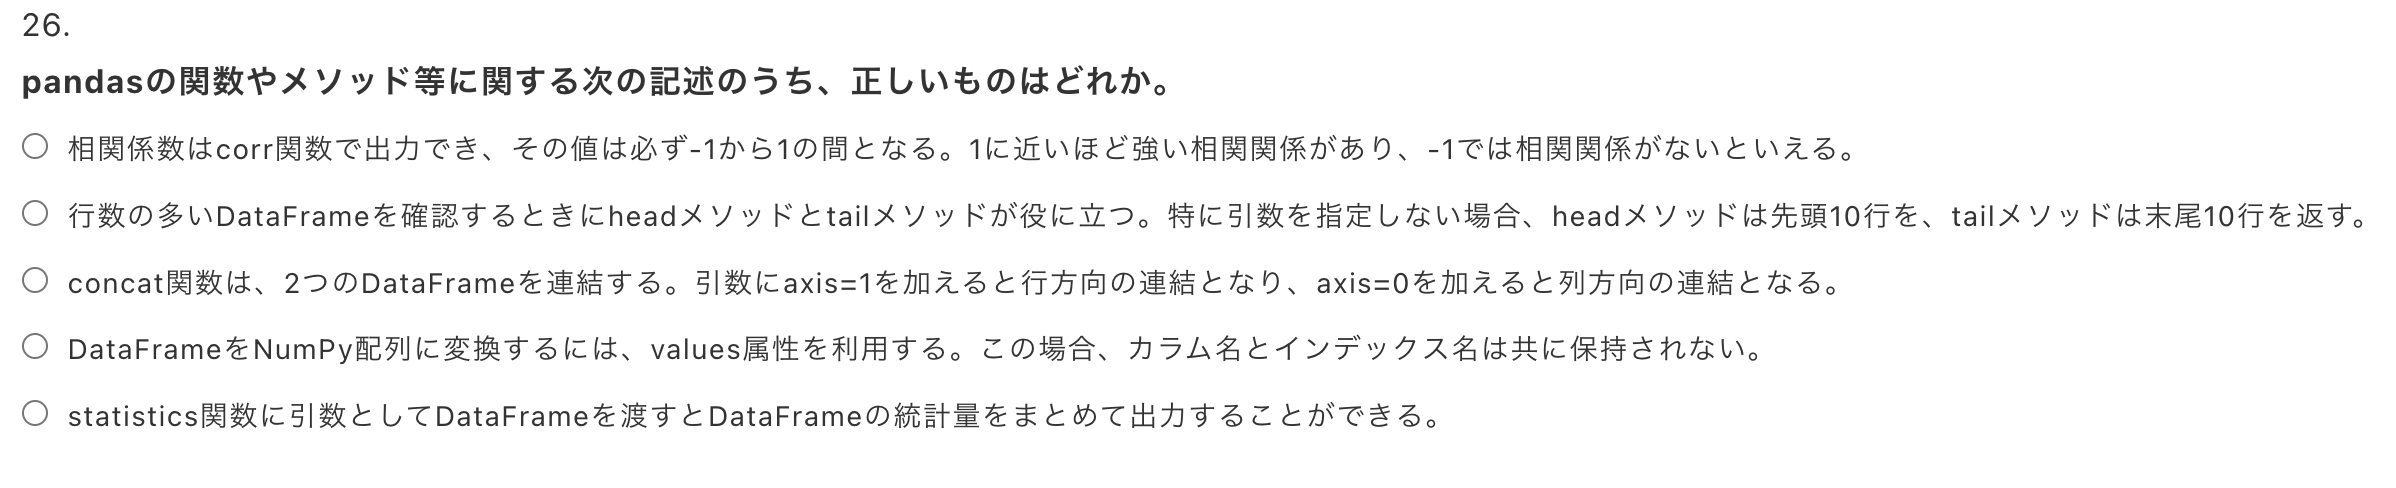 26.
pandasの関数やメソッド等に関する次の記述のうち、正しいものはどれか。
相関係数はcorr関数で出力でき、その値は必ず-1から1の間となる。1に近いほど強い相関関係があり、-1では相関関係がないといえる。
行数の多いDataFrameを確認するときにheadメソッドとtailメソッドが役に立つ。特に引数を指定しない場合、headメソッドは先頭10行を、tailメソッドは末尾10行を返す。
concat関数は、2つのDataFrameを連結する。引数にaxis=1を加えると行方向の連結となり、axis=0を加えると列方向の連結となる。
DataFrameをNumPy配列に変換するには、values属性を利用する。この場合、カラム名とインデックス名は共に保持されない。
statistics関数に引数としてDataFrameを渡すとDataFrameの統計量をまとめて出力することができる。